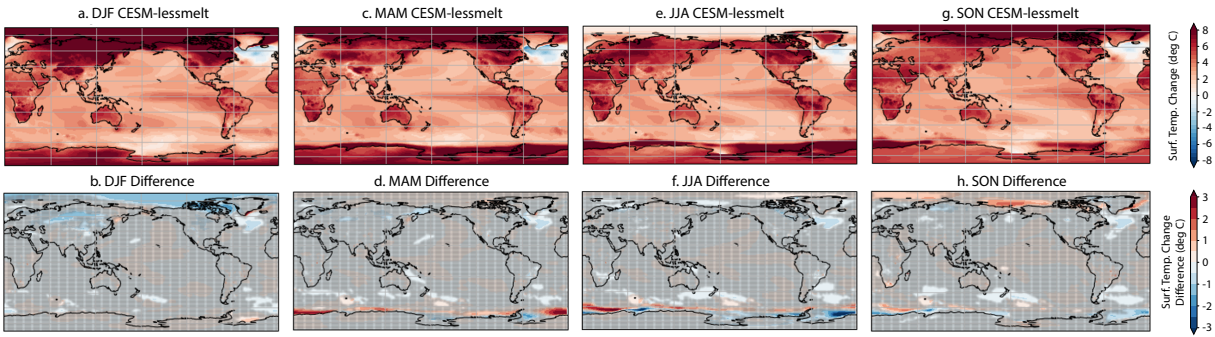 a. DJF CESM-lessmelt
c. MAM CESM-lessmelt
e. JJA CESM-lessmelt
g. SON CESM-lessmelt
8
6
4
2
0
-2
-4
-6
-8
Surf. Temp. Change (deg C)
b. DJF Difference
d. MAM Difference
f. JJA Difference
h. SON Difference
3
2
1
0
-1
-2
-3
Surf.Temp. Change
Difference (deg C)